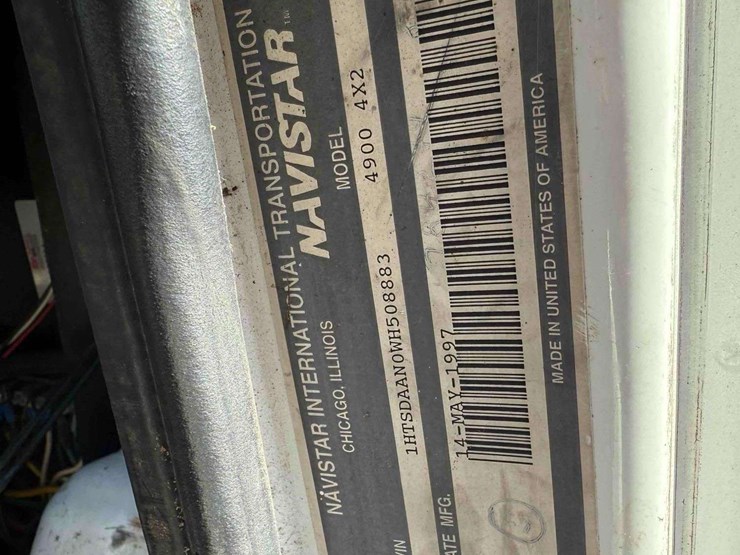 NAVISTAR INTERNATIONAL TRANSPORTATION
CHICAGO, ILLINOIS
NAVISTAR
MODEL
4900 4X2
VIN
1HTSDAAN0WH508883
ATE MFG.
14-MAY-1997
MADE IN UNITED STATES OF AMERICA